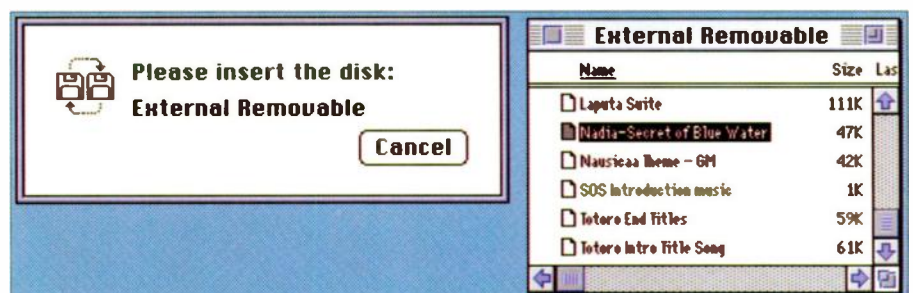 Please insert the disk:
External Removable
Cancel
External Removable
Name Size Las
Laputa Suite 111K
Nadia-Secret of Blue Water 47K
Nausicaa Theme - GM 42K
SOS Introduction music 1K
Totoro End Titles 59K
Totoro Intro Title Song 61K